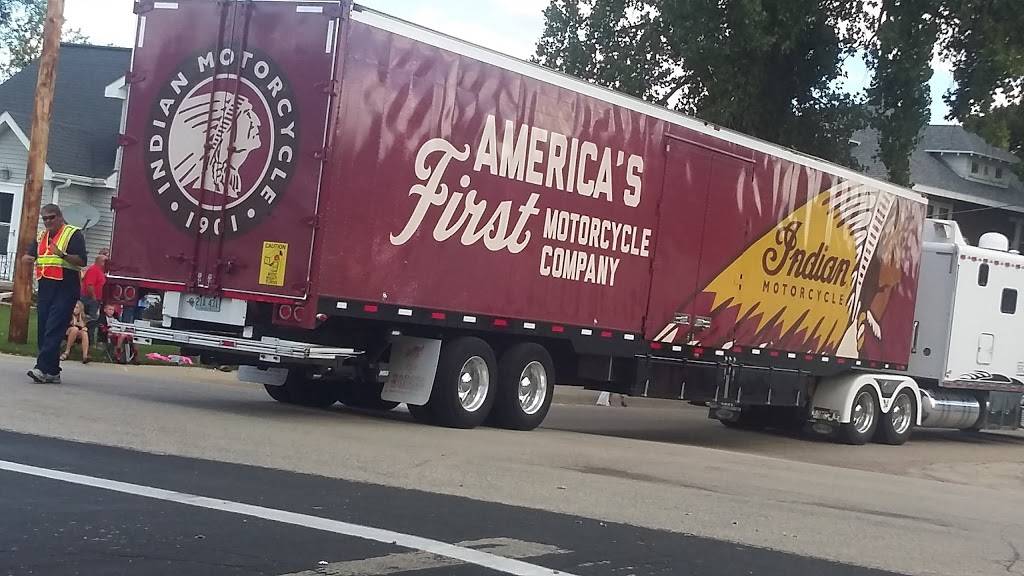 INDIAN MOTORCYCLE
• 1901 •
CAUTION
AMERICA'S
First
MOTORCYCLE
COMPANY
Indian
MOTORCYCLE